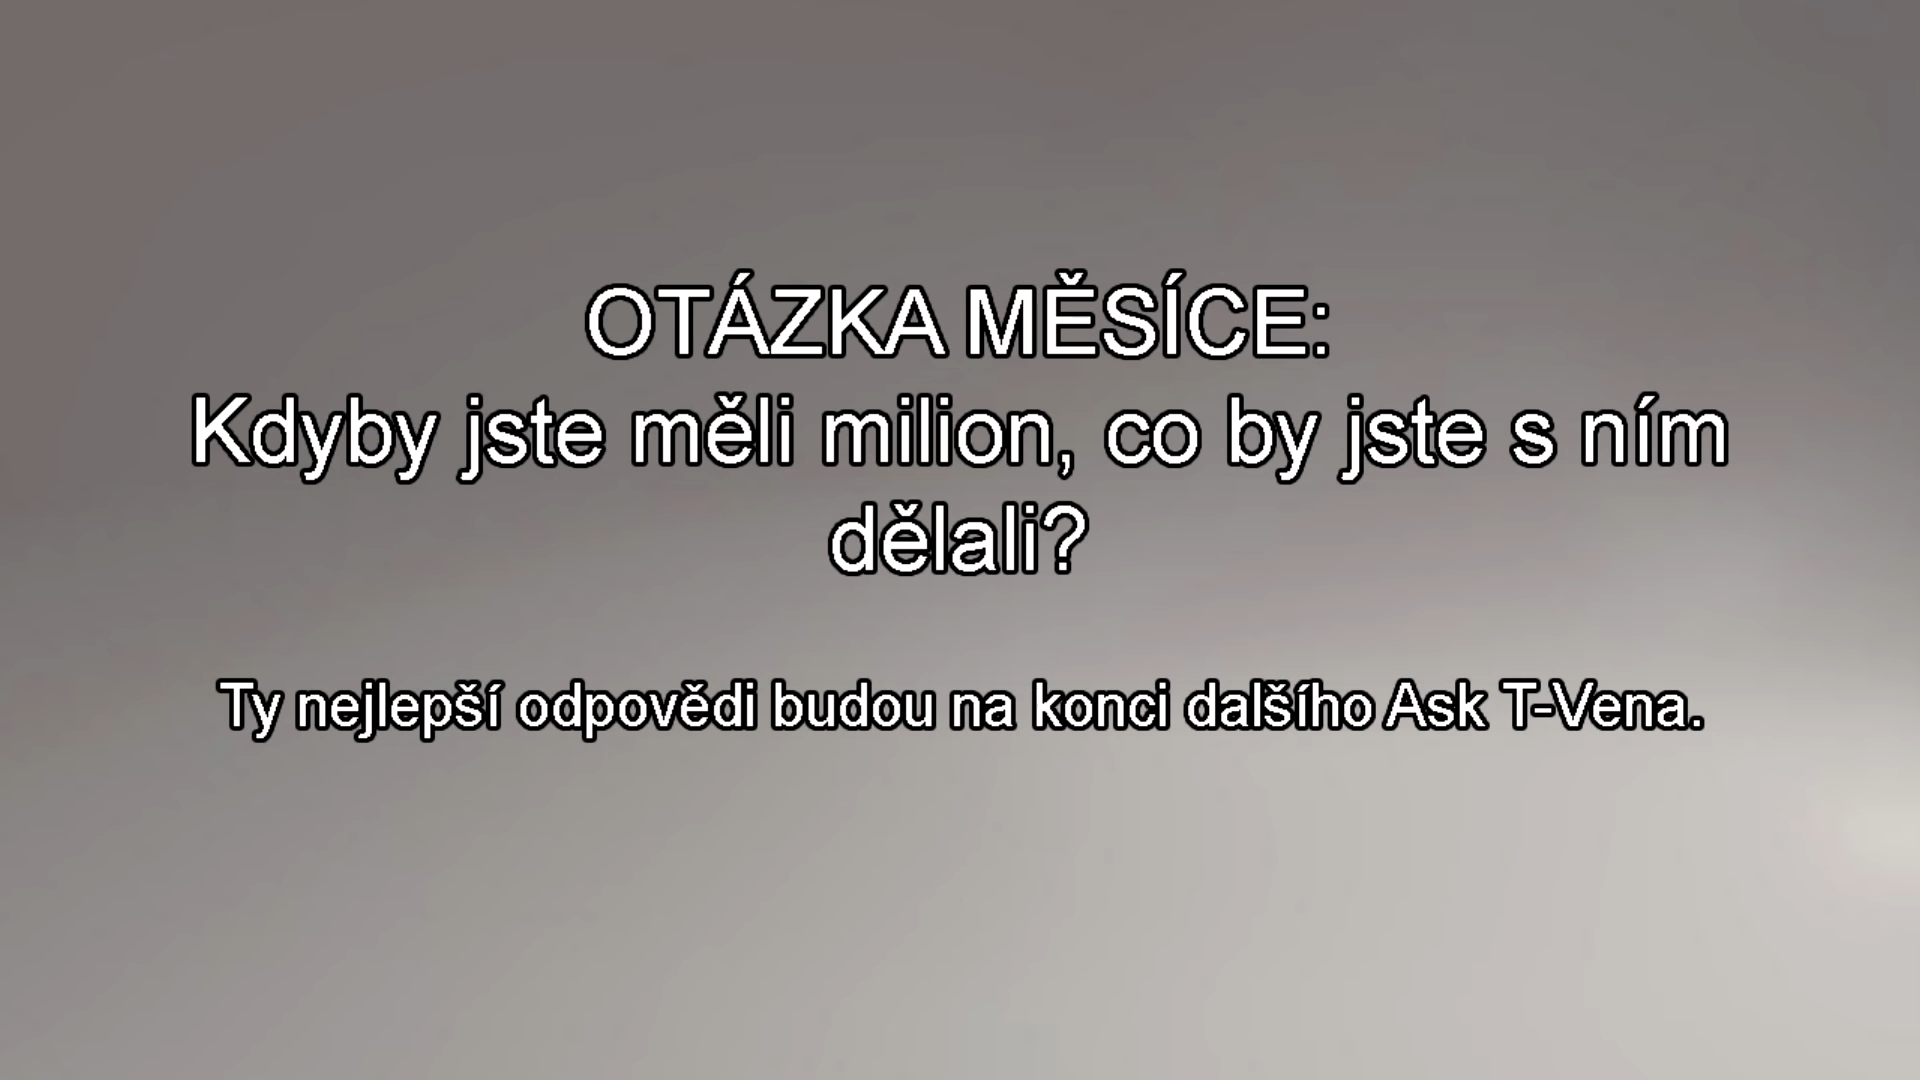 OTÁZKA MĚSÍCE:
Kdyby jste měli milion, co by jste s ním
dělali?
Ty nejlepší odpovědi budou na konci dalšího Ask T-Vena.